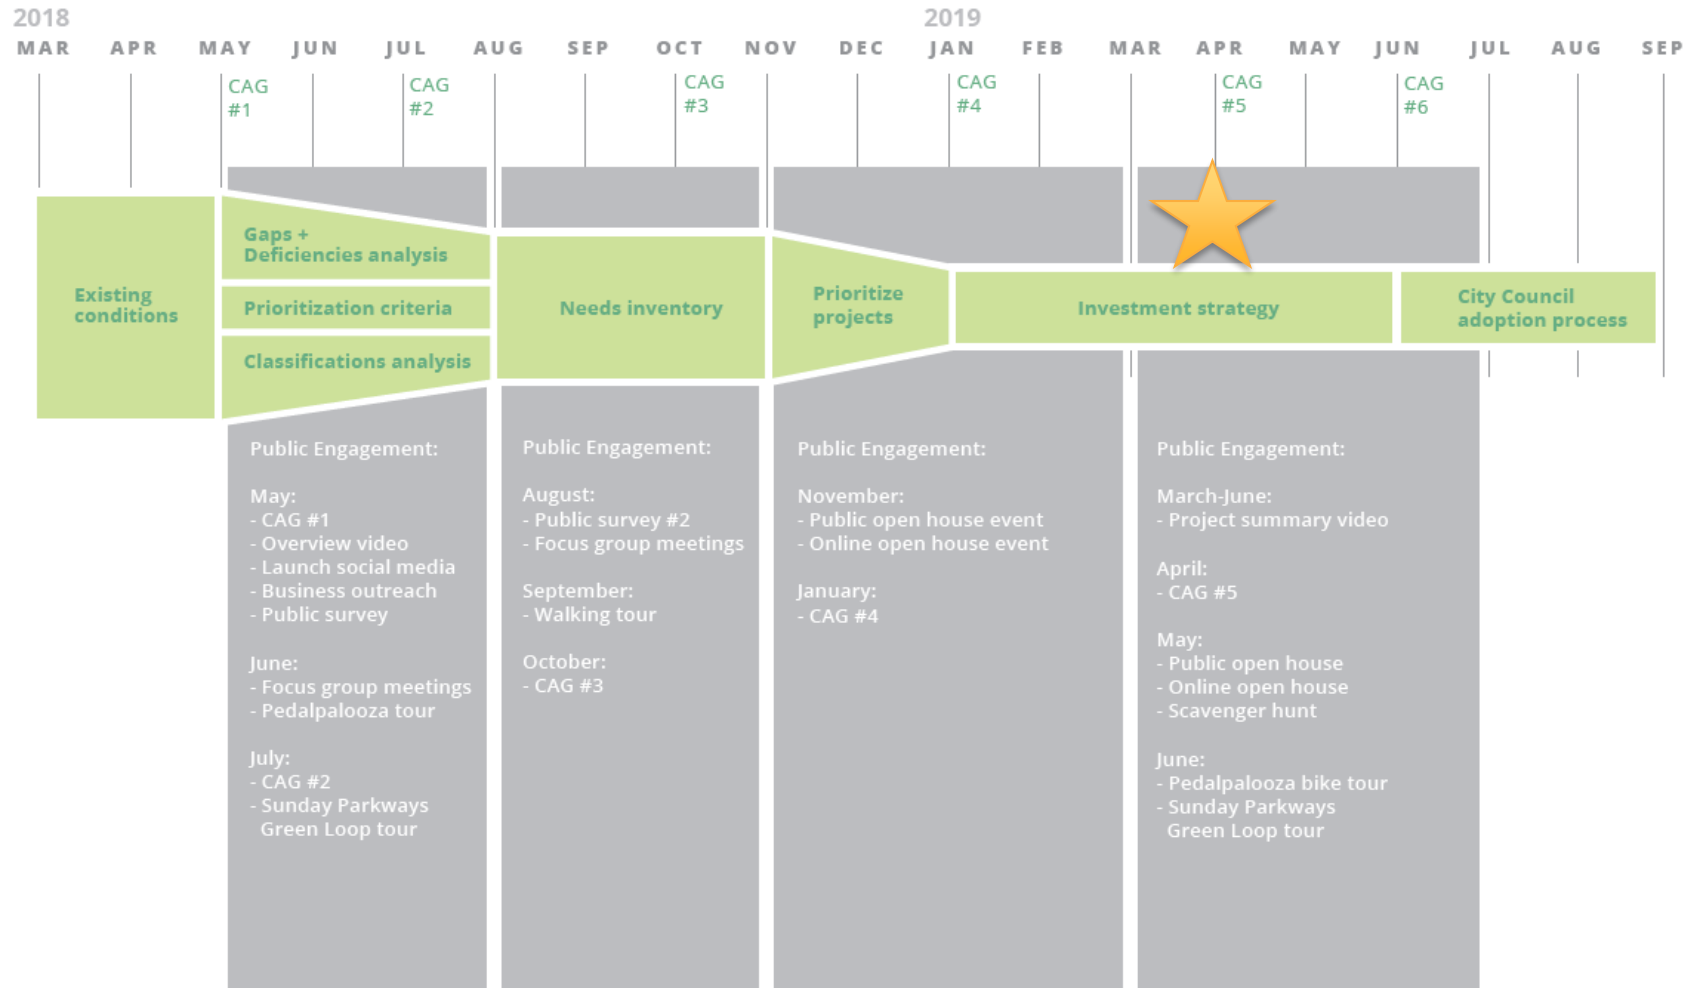 2018
2019
MAR APR MAY JUN JUL AUG SEP OCT NOV DEC JAN FEB MAR APR MAY JUN JUL AUG SEP
CAG
#1
CAG
#2
CAG
#3
CAG
#4
CAG
#5
CAG
#6
Existing
conditions
Gaps +
Deficiencies analysis
Prioritization criteria
Classifications analysis
Needs inventory
Prioritize
projects
Investment strategy
City Council
adoption process
Public Engagement:
May:
- CAG #1
- Overview video
- Launch social media
- Business outreach
- Public survey
June:
- Focus group meetings
- Pedalpalooza tour
July:
- CAG #2
- Sunday Parkways
Green Loop tour
Public Engagement:
August:
- Public survey #2
- Focus group meetings
September:
- Walking tour
October:
- CAG #3
Public Engagement:
November:
- Public open house event
- Online open house event
January:
- CAG #4
Public Engagement:
March-June:
- Project summary video
April:
- CAG #5
May:
- Public open house
- Online open house
- Scavenger hunt
June:
- Pedalpalooza bike tour
- Sunday Parkways
Green Loop tour